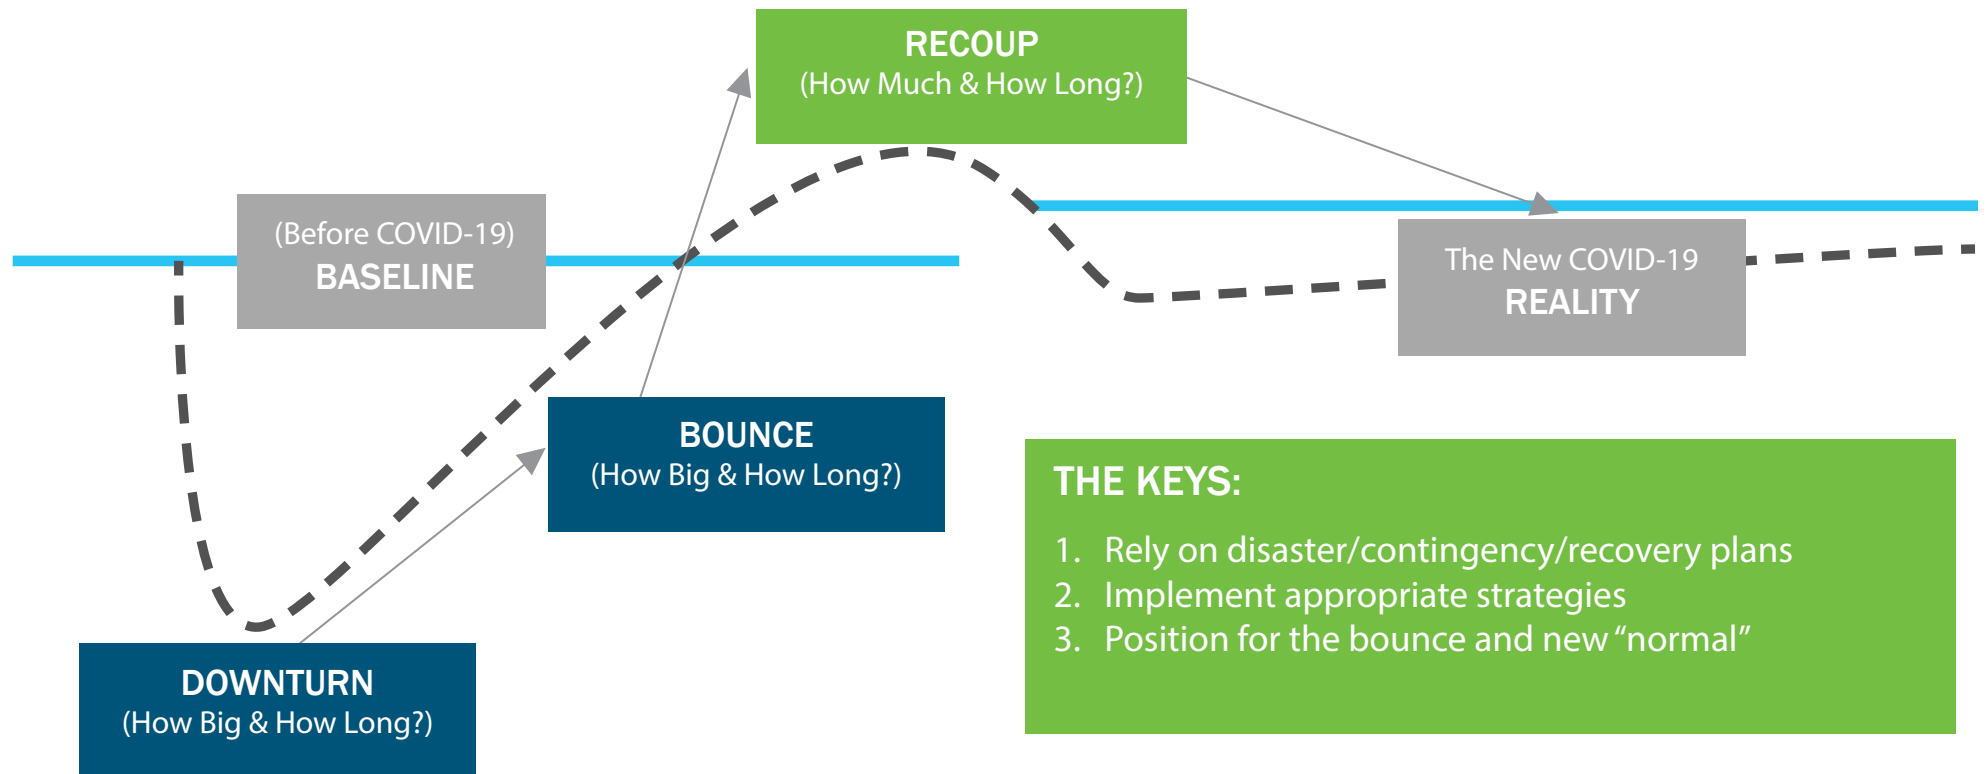 RECOUP
(How Much & How Long?)
(Before COVID-19)
BASELINE
The New COVID-19
REALITY
BOUNCE
(How Big & How Long?)
DOWNTURN
(How Big & How Long?)
THE KEYS:
1. Rely on disaster/contingency/recovery plans
2. Implement appropriate strategies
3. Position for the bounce and new “normal”